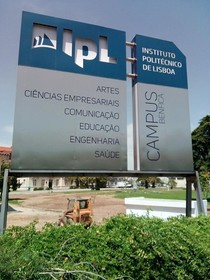 ipl
INSTITUTO
POLITÉCNICO
DE LISBOA
ARTES
CIÊNCIAS EMPRESARIAIS
COMUNICAÇÃO
EDUCAÇÃO
ENGENHARIA
SAÚDE
CAMPUS
BENFICA